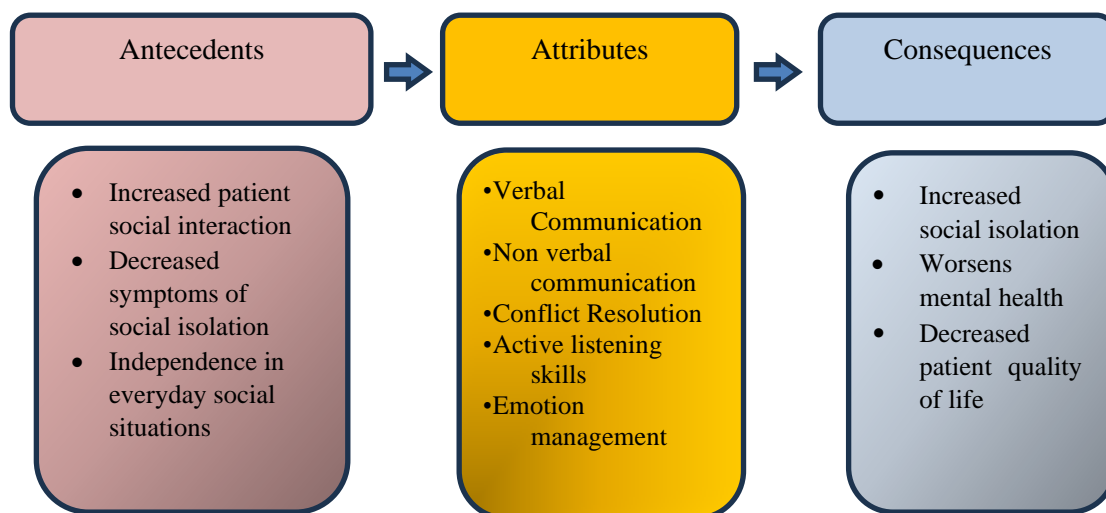 Antecedents
Attributes
Consequences
• Increased patient
social interaction
• Decreased
symptoms of
social isolation
• Independence in
everyday social
situations
•Verbal
Communication
•Non verbal
communication
•Conflict Resolution
•Active listening
skills
•Emotion
management
• Increased
social isolation
• Worsens
mental health
• Decreased
patient quality
of life